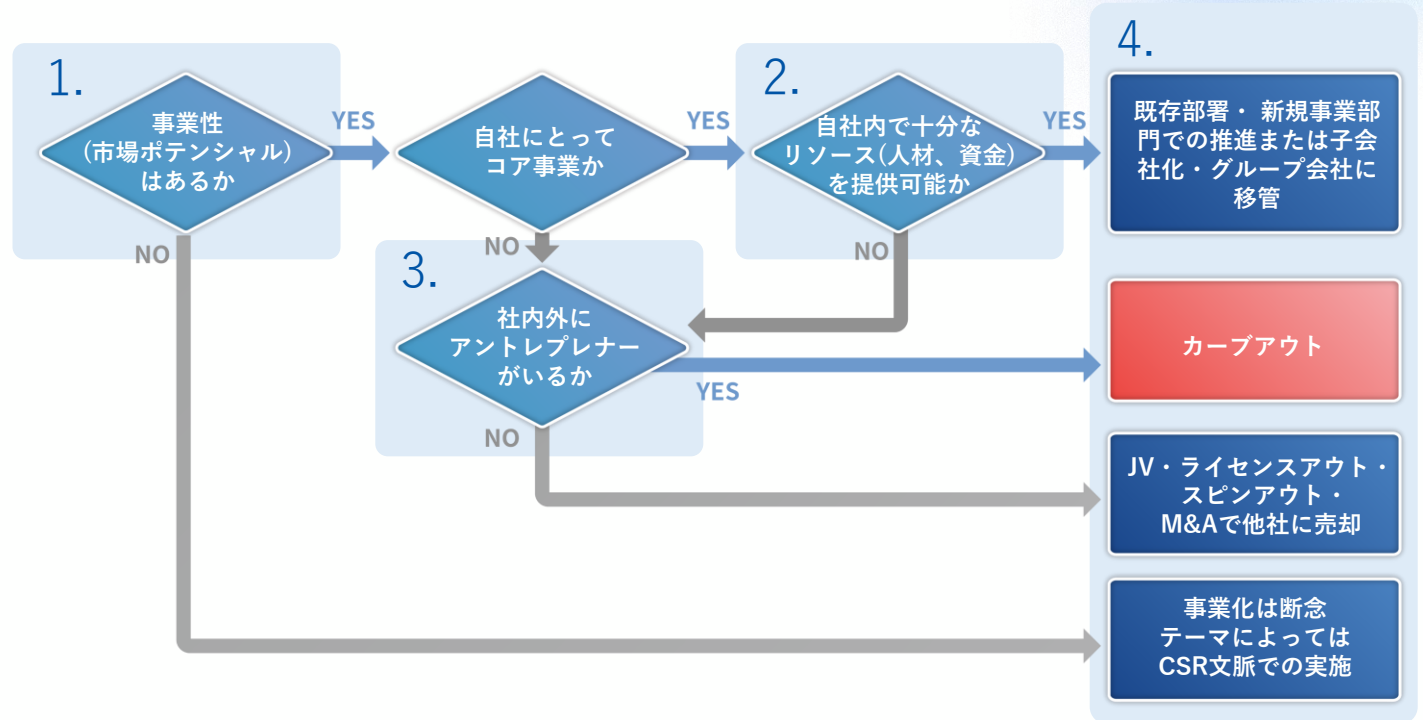 1.
事業性
(市場ポテンシャル)
はあるか
YES
NO
自社にとって
コア事業か
YES
NO
2.
自社内で十分な
リソース(人材、資金)
を提供可能か
YES
NO
3.
社内外に
アントレプレナー
がいるか
YES
NO
4.
既存部署・ 新規事業部
門での推進または子会
社化・グループ会社に
移管
カーブアウト
JV・ライセンスアウト・
スピンアウト・
M&Aで他社に売却
事業化は断念
テーマによっては
CSR文脈での実施